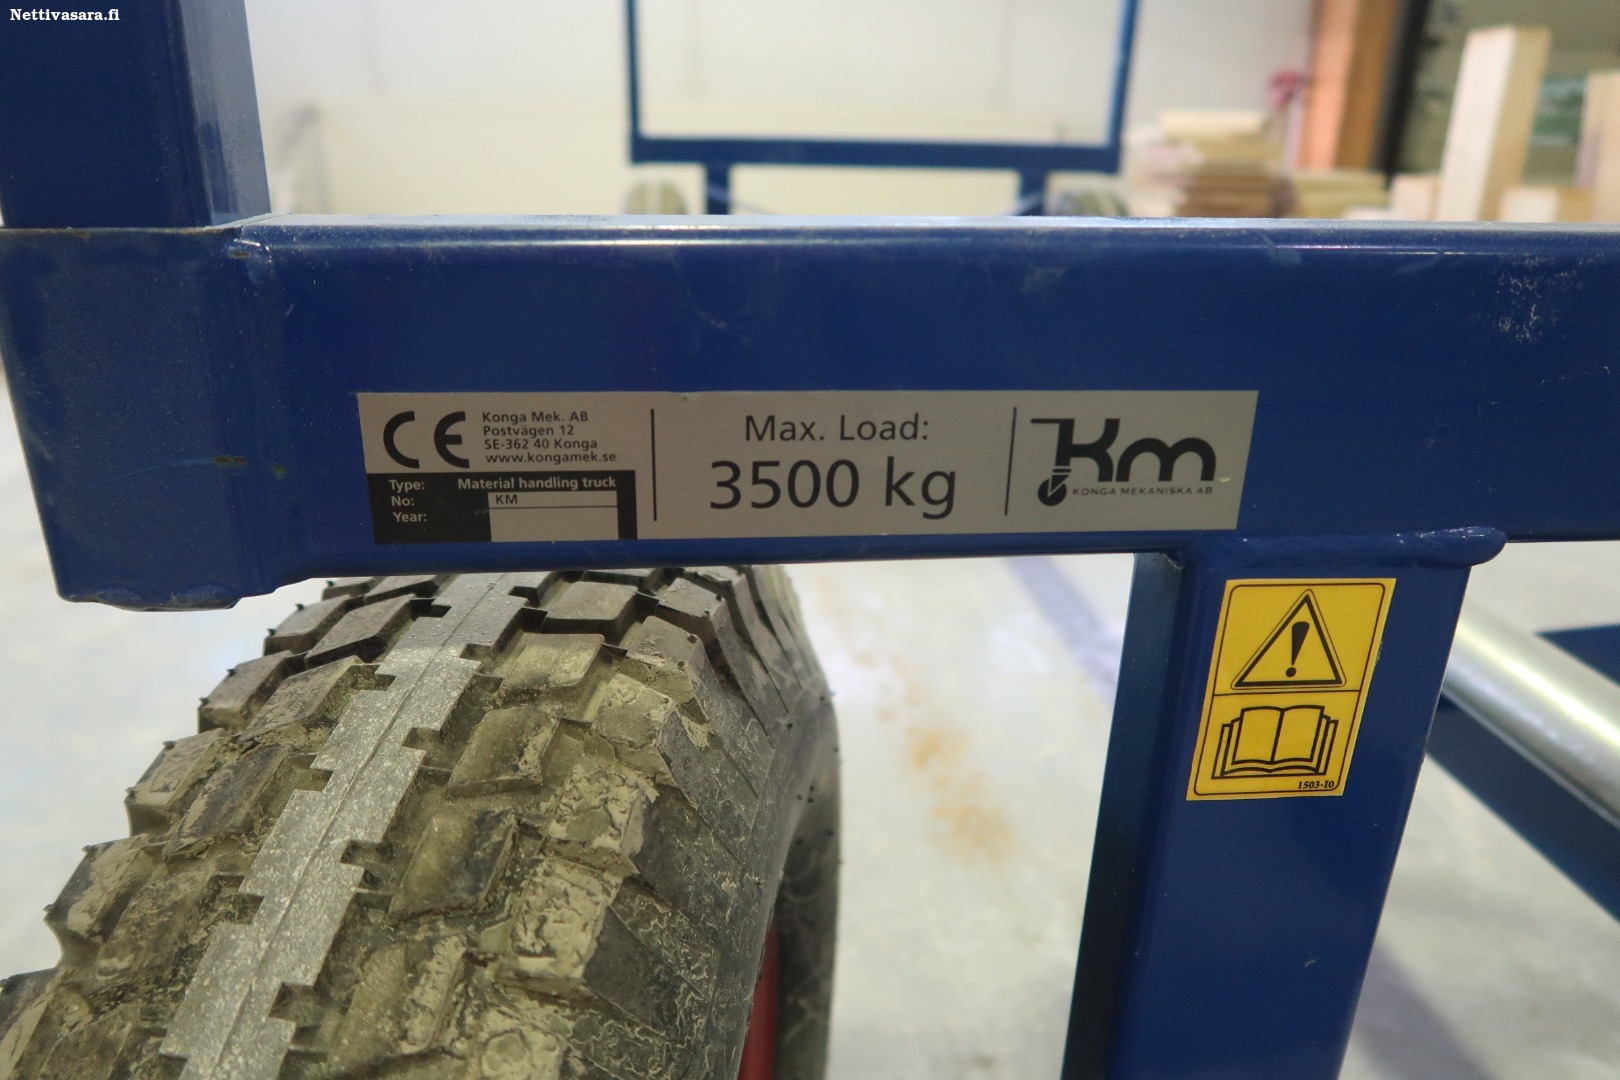 Nettivasara.fi
CE
Konga Mek. AB
Postvägen 12
SE-362 40 Konga
www.kongamek.se
Type: Material handling truck
No: KM
Year:
Max. Load:
3500 kg
Km
KONGA MEKANISKA AB
1503-10